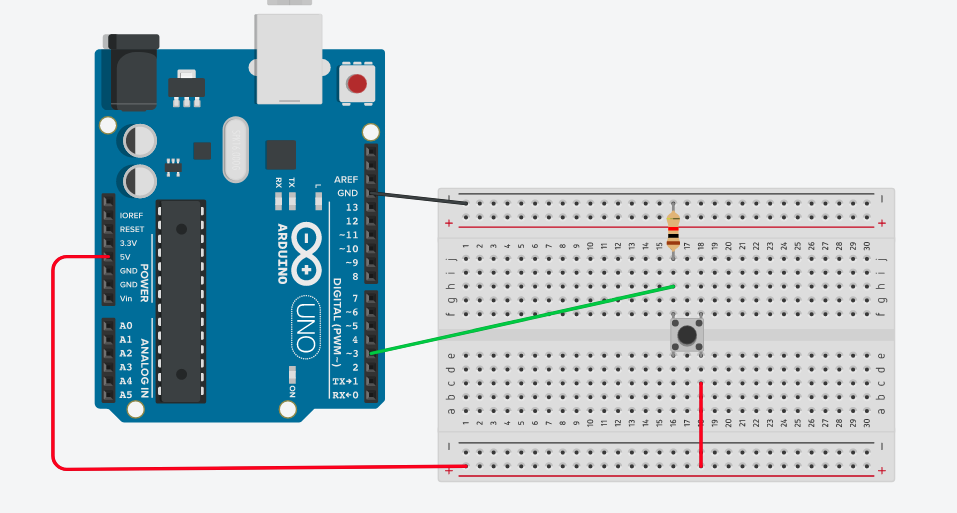 AREF
GND
13
12
~11
~10
~9
8
7
~6
~5
4
~3
2
TX→1
RX←0
IOREF
RESET
3.3V
5V
GND
GND
Vin
A0
A1
A2
A3
A4
A5
POWER
ANALOG IN
RX
TX
L
ARDUINO
UNO
DIGITAL (PWM ~)
ON
− −
+ +
1 2 3 4 5 6 7 8 9 10 11 12 13 14 15 16 17 18 19 20 21 22 23 24 25 26 27 28 29 30
j j
i i
h h
g g
f f
e e
d d
c c
b b
a a
1 2 3 4 5 6 7 8 9 10 11 12 13 14 15 16 17 18 19 20 21 22 23 24 25 26 27 28 29 30
− −
+ +